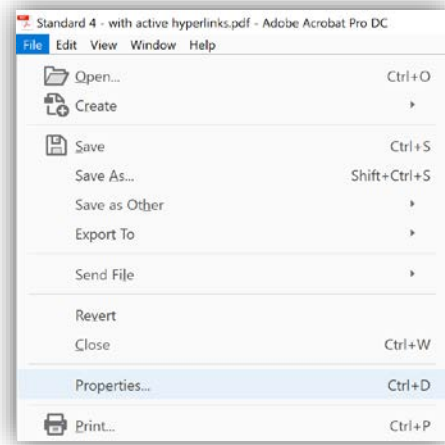 Standard 4 - with active hyperlinks.pdf - Adobe Acrobat Pro DC
File Edit View Window Help
Open... Ctrl+O
Create
Save Ctrl+S
Save As... Shift+Ctrl+S
Save as Other
Export To
Send File
Revert
Close Ctrl+W
Properties... Ctrl+D
Print... Ctrl+P